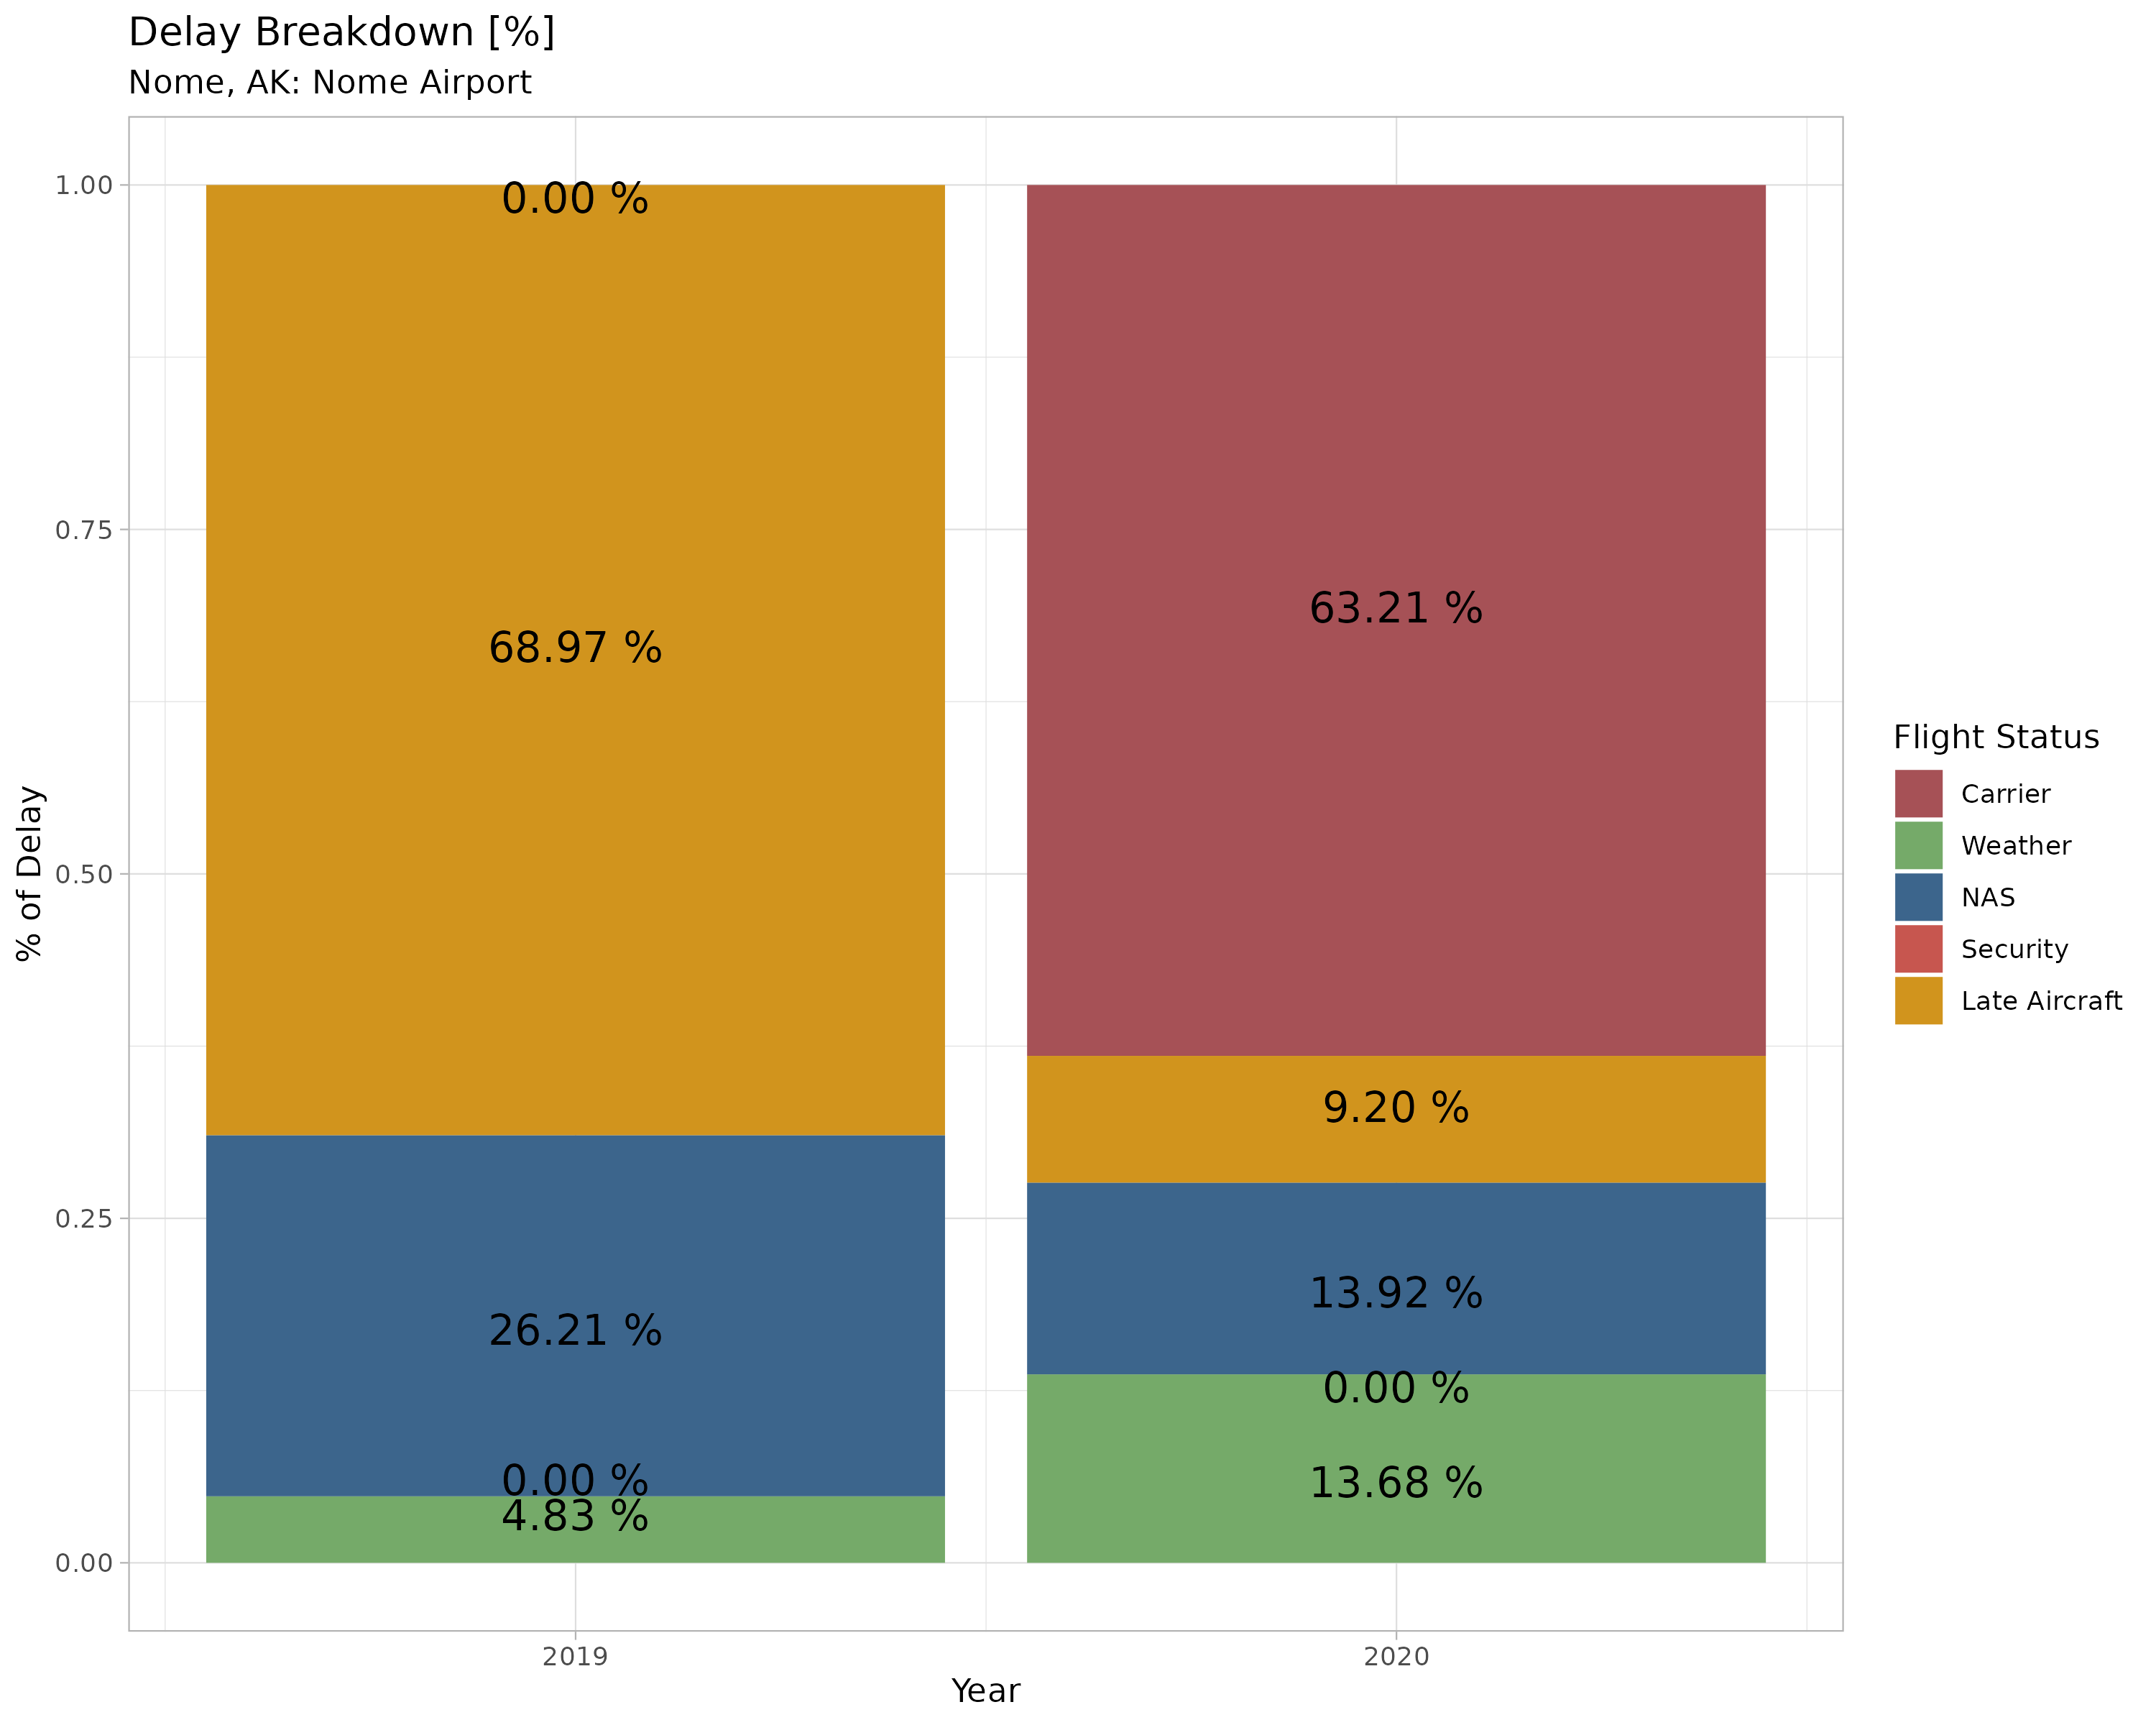 Delay Breakdown [%]
Nome, AK: Nome Airport
% of Delay
1.00
0.75
0.50
0.25
0.00
0.00 %
68.97 %
26.21 %
0.00 %
4.83 %
63.21 %
9.20 %
13.92 %
0.00 %
13.68 %
2019
2020
Year
Flight Status
Carrier
Weather
NAS
Security
Late Aircraft